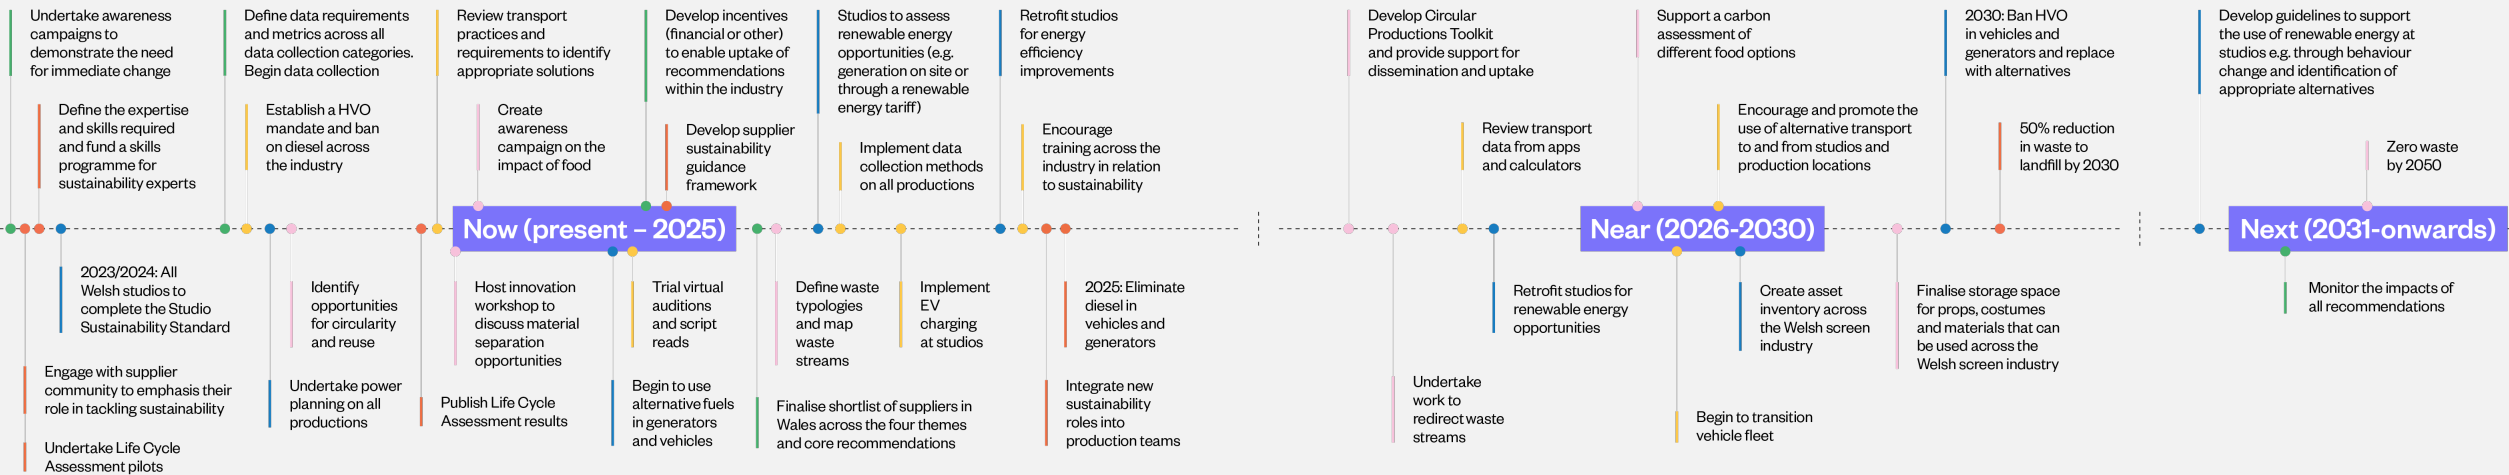 Undertake awareness
campaigns to
demonstrate the need
for immediate change
Define the expertise
and skills required
and fund a skills
programme for
sustainability experts
Define data requirements
and metrics across all
data collection categories.
Begin data collection
Establish a HVO
mandate and ban
on diesel across
the industry
Review transport
practices and
requirements to identify
appropriate solutions
Create
awareness
campaign on the
impact of food
Develop incentives
(financial or other)
to enable uptake of
recommendations
within the industry
Develop supplier
sustainability
guidance
framework
Studios to assess
renewable energy
opportunities (e.g.
generation on site or
through a renewable
energy tariff)
Implement data
collection methods
on all productions
Retrofit studios
for energy
efficiency
improvements
Encourage
training across the
industry in relation
to sustainability
Now (present – 2025)
2023/2024: All
Welsh studios to
complete the Studio
Sustainability Standard
Engage with supplier
community to emphasis their
role in tackling sustainability
Undertake Life Cycle
Assessment pilots
Identify
opportunities
for circularity
and reuse
Undertake power
planning on all
productions
Host innovation
workshop to
discuss material
separation
opportunities
Publish Life Cycle
Assessment results
Trial virtual
auditions
and script
reads
Begin to use
alternative fuels
in generators
and vehicles
Define waste
typologies
and map
waste
streams
Finalise shortlist of suppliers in
Wales across the four themes
and core recommendations
Implement
EV
charging
at studios
2025: Eliminate
diesel in
vehicles and
generators
Integrate new
sustainability
roles into
production teams
Develop Circular
Productions Toolkit
and provide support for
dissemination and uptake
Review transport
data from apps
and calculators
Support a carbon
assessment of
different food options
Encourage and promote the
use of alternative transport
to and from studios and
production locations
2030: Ban HVO
in vehicles and
generators and replace
with alternatives
50% reduction
in waste to
landfill by 2030
Near (2026-2030)
Undertake
work to
redirect waste
streams
Retrofit studios for
renewable energy
opportunities
Begin to transition
vehicle fleet
Create asset
inventory across
the Welsh screen
industry
Finalise storage space
for props, costumes
and materials that can
be used across the
Welsh screen industry
Develop guidelines to support
the use of renewable energy at
studios e.g. through behaviour
change and identification of
appropriate alternatives
Zero waste
by 2050
Next (2031-onwards)
Monitor the impacts of
all recommendations